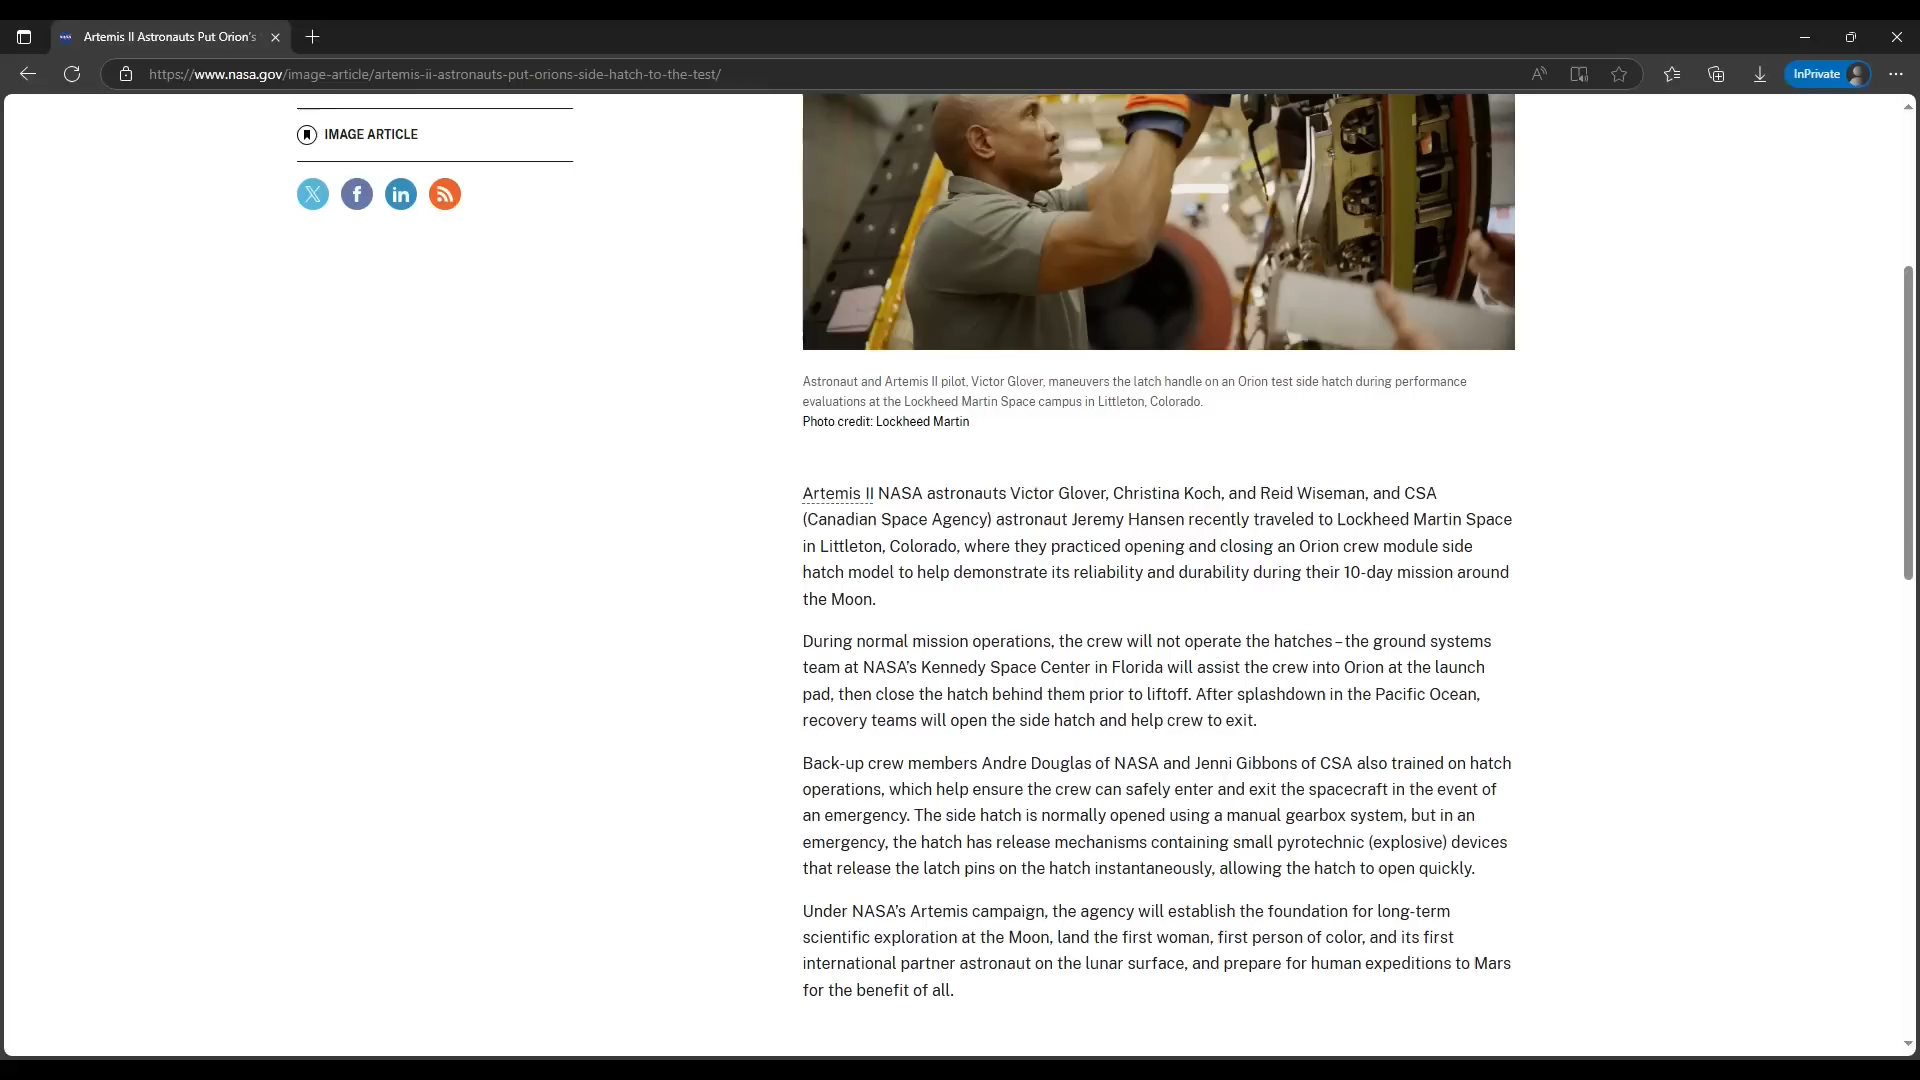 Artemis II Astronauts Put Orion's
https://www.nasa.gov/image-article/artemis-ii-astronauts-put-orions-side-hatch-to-the-test/
InPrivate
IMAGE ARTICLE
Astronaut and Artemis II pilot, Victor Glover, maneuvers the latch handle on an Orion test side hatch during performance
evaluations at the Lockheed Martin Space campus in Littleton, Colorado.
Photo credit: Lockheed Martin
Artemis II NASA astronauts Victor Glover, Christina Koch, and Reid Wiseman, and CSA
(Canadian Space Agency) astronaut Jeremy Hansen recently traveled to Lockheed Martin Space
in Littleton, Colorado, where they practiced opening and closing an Orion crew module side
hatch model to help demonstrate its reliability and durability during their 10-day mission around
the Moon.
During normal mission operations, the crew will not operate the hatches – the ground systems
team at NASA's Kennedy Space Center in Florida will assist the crew into Orion at the launch
pad, then close the hatch behind them prior to liftoff. After splashdown in the Pacific Ocean,
recovery teams will open the side hatch and help crew to exit.
Back-up crew members Andre Douglas of NASA and Jenni Gibbons of CSA also trained on hatch
operations, which help ensure the crew can safely enter and exit the spacecraft in the event of
an emergency. The side hatch is normally opened using a manual gearbox system, but in an
emergency, the hatch has release mechanisms containing small pyrotechnic (explosive) devices
that release the latch pins on the hatch instantaneously, allowing the hatch to open quickly.
Under NASA's Artemis campaign, the agency will establish the foundation for long-term
scientific exploration at the Moon, land the first woman, first person of color, and its first
international partner astronaut on the lunar surface, and prepare for human expeditions to Mars
for the benefit of all.